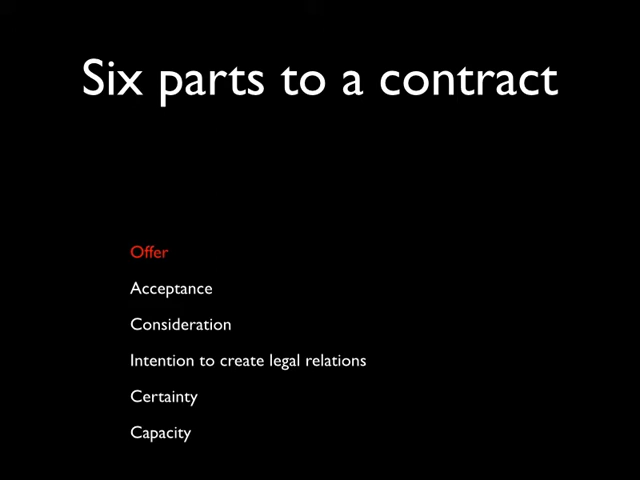 Six parts to a contract
Offer
Acceptance
Consideration
Intention to create legal relations
Certainty
Capacity